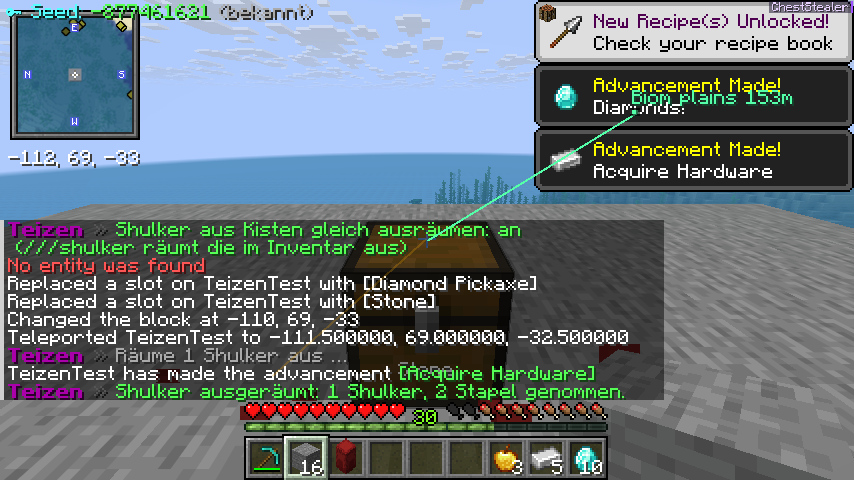 Seed -877461621 (bekannt)
ChestStealer
New Recipe(s) Unlocked!
Check your recipe book
Advancement Made!
Biom plains 153m
Diamonds!
Advancement Made!
Acquire Hardware
E
N
S
W
-112, 69, -33
Teizen » Shulker aus Kisten gleich ausräumen: an
(///shulker räumt die im Inventar aus)
No entity was found
Replaced a slot on TeizenTest with [Diamond Pickaxe]
Replaced a slot on TeizenTest with [Stone]
Changed the block at -110, 69, -33
Teleported TeizenTest to -111.500000, 69.000000, -32.500000
Teizen » Räume 1 Shulker aus ...
TeizenTest has made the advancement [Acquire Hardware]
Teizen » Shulker ausgeräumt: 1 Shulker, 2 Stapel genommen.
30
16
3
5
10